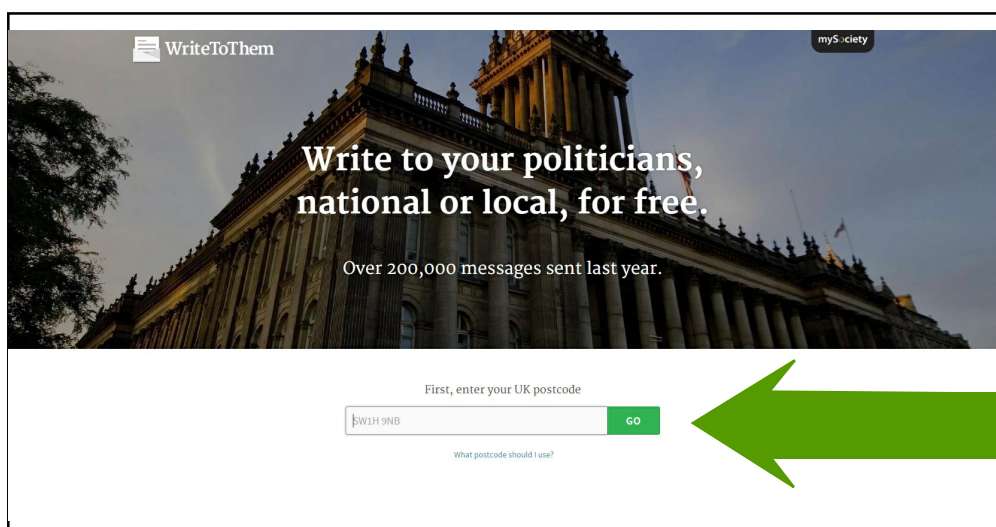 WriteToThem
mySociety
Write to your politicians,
national or local, for free.
Over 200,000 messages sent last year.
First, enter your UK postcode
SW1H 9NB
GO
What postcode should I use?